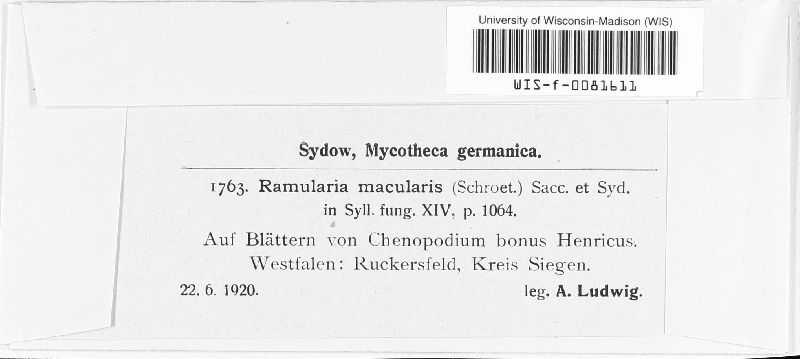 University of Wisconsin-Madison (WIS)
WIS-f-0081611
Sydow, Mycotheca germanica.
1763. Ramularia macularis (Schroet.) Sacc. et Syd.
in Syll. fung. XIV, p. 1064.
Auf Blättern von Chenopodium bonus Henricus.
Westfalen: Ruckersfeld, Kreis Siegen.
22. 6. 1920. leg. A. Ludwig.